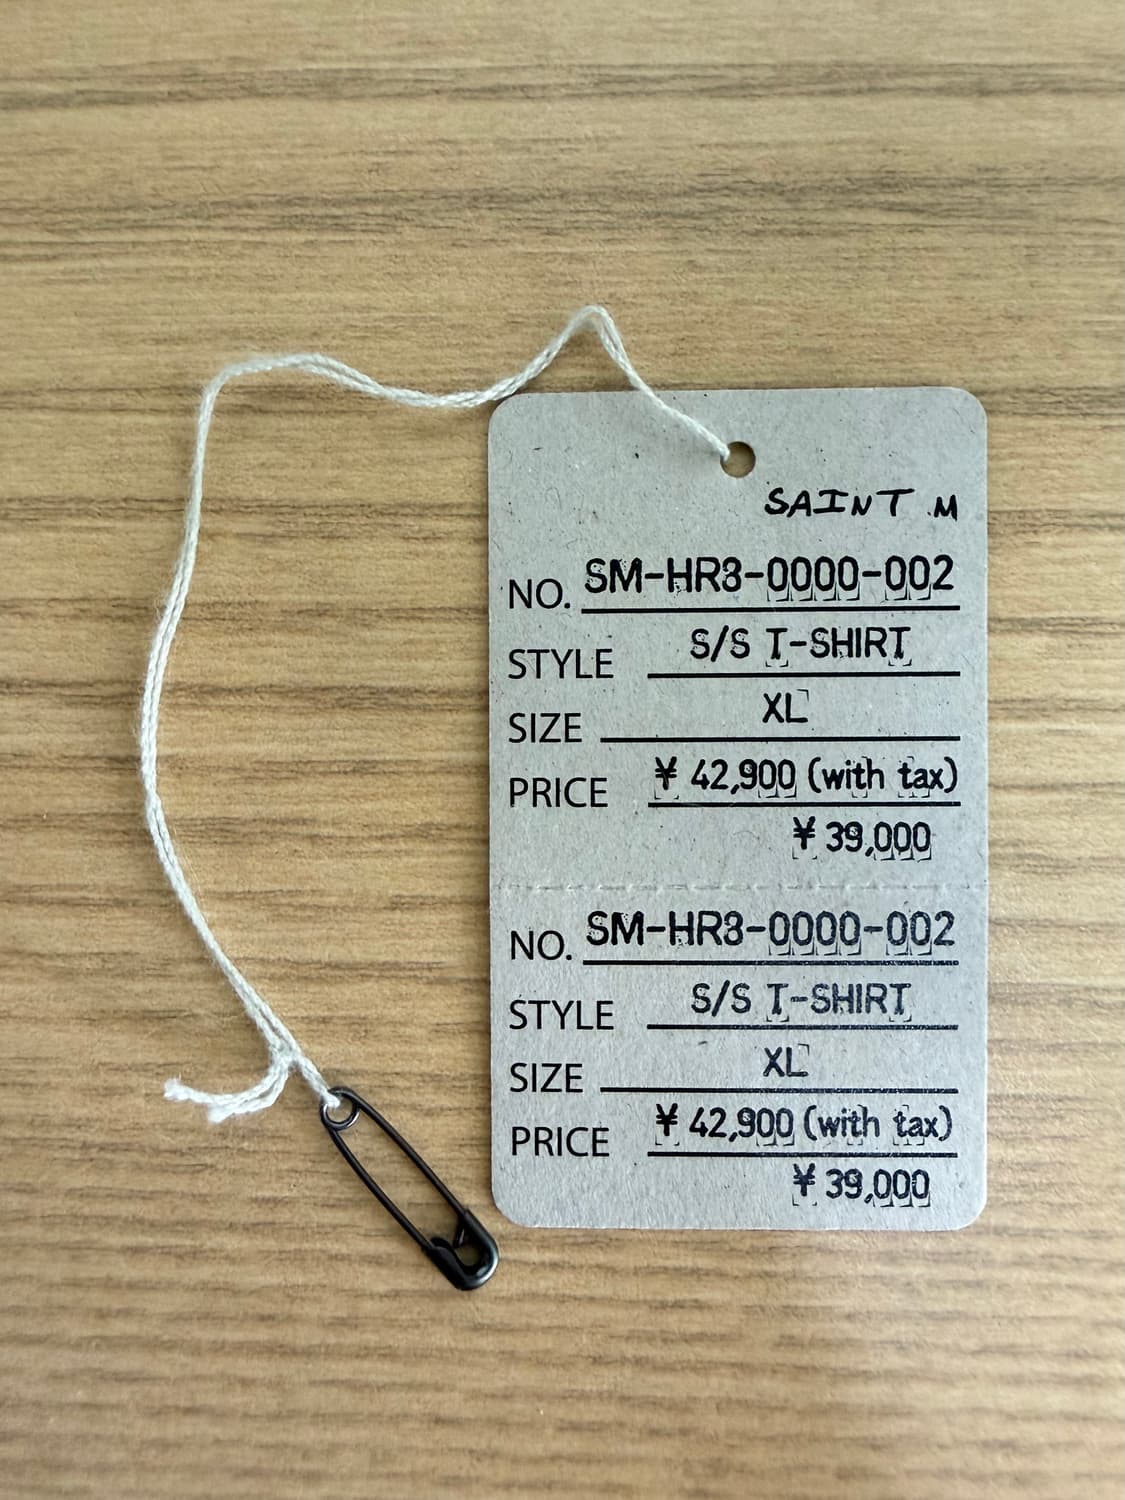 SAINT M
NO. SM-HR3-0000-002
STYLE S/S T-SHIRT
SIZE XL
PRICE ¥ 42,900 (with tax)
¥ 39,000
NO. SM-HR3-0000-002
STYLE S/S T-SHIRT
SIZE XL
PRICE ¥ 42,900 (with tax)
¥ 39,000